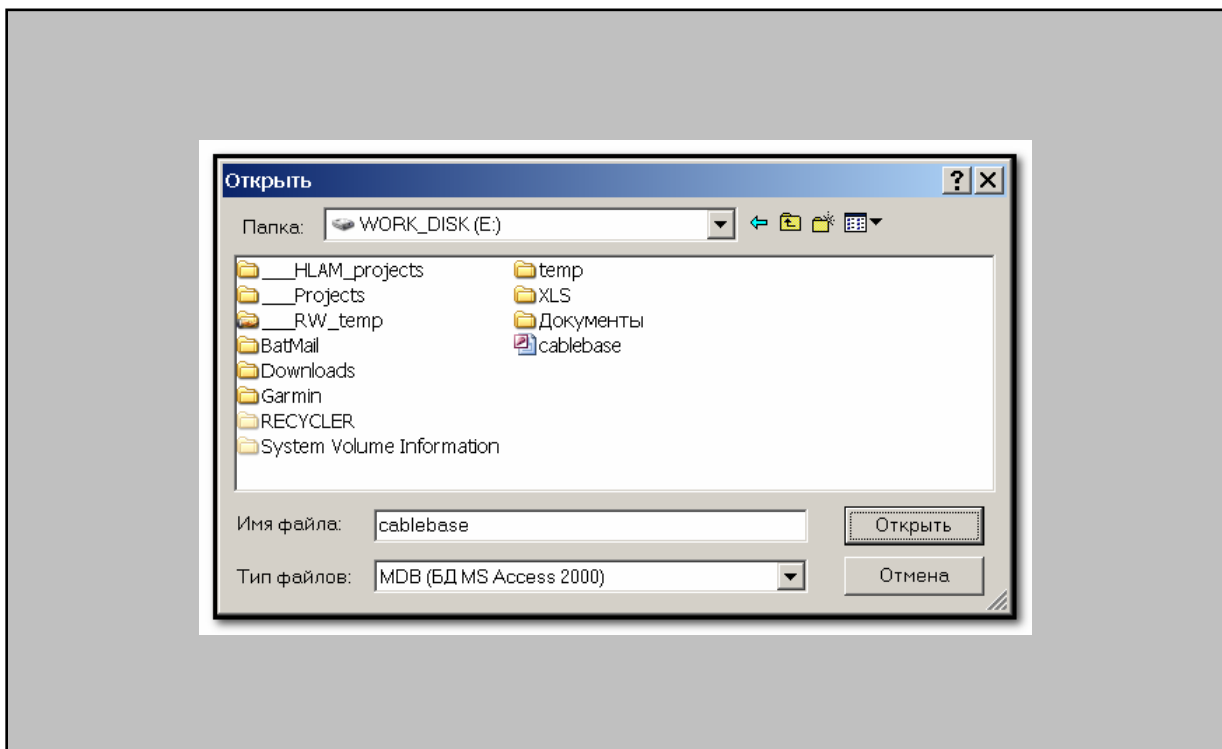 Открыть
Папка: WORK_DISK (E:)
___HLAM_projects
___Projects
___RW_temp
BatMail
Downloads
Garmin
RECYCLER
System Volume Information
temp
XLS
Документы
cablebase
Имя файла: cablebase Открыть
Тип файлов: MDB (БД MS Access 2000) Отмена